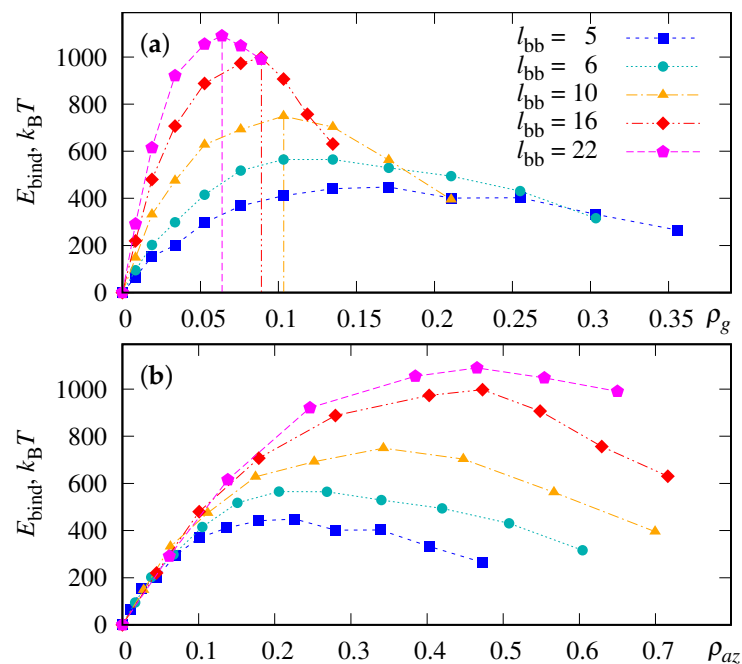 (a)
l_bb = 5
l_bb = 6
l_bb = 10
l_bb = 16
l_bb = 22
E_bind, k_BT
1000
800
600
400
200
0
0 0.05 0.1 0.15 0.2 0.25 0.3 0.35 ρ_g
(b)
E_bind, k_BT
1000
800
600
400
200
0
0 0.1 0.2 0.3 0.4 0.5 0.6 0.7 ρ_az